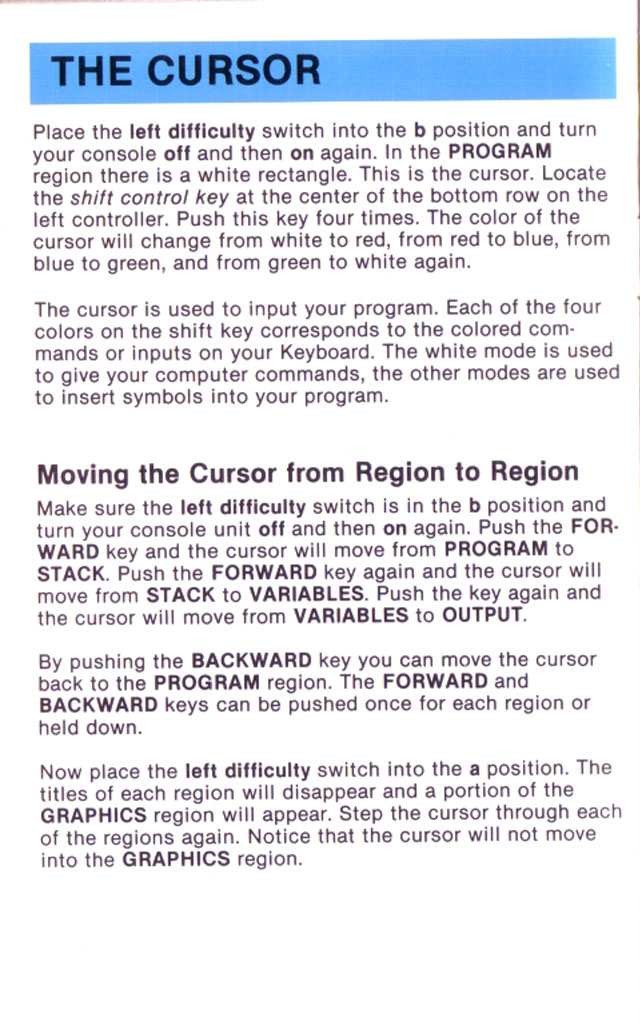 THE CURSOR
Place the left difficulty switch into the b position and turn
your console off and then on again. In the PROGRAM
region there is a white rectangle. This is the cursor. Locate
the shift control key at the center of the bottom row on the
left controller. Push this key four times. The color of the
cursor will change from white to red, from red to blue, from
blue to green, and from green to white again.
The cursor is used to input your program. Each of the four
colors on the shift key corresponds to the colored com-
mands or inputs on your Keyboard. The white mode is used
to give your computer commands, the other modes are used
to insert symbols into your program.
Moving the Cursor from Region to Region
Make sure the left difficulty switch is in the b position and
turn your console unit off and then on again. Push the FOR-
WARD key and the cursor will move from PROGRAM to
STACK. Push the FORWARD key again and the cursor will
move from STACK to VARIABLES. Push the key again and
the cursor will move from VARIABLES to OUTPUT.
By pushing the BACKWARD key you can move the cursor
back to the PROGRAM region. The FORWARD and
BACKWARD keys can be pushed once for each region or
held down.
Now place the left difficulty switch into the a position. The
titles of each region will disappear and a portion of the
GRAPHICS region will appear. Step the cursor through each
of the regions again. Notice that the cursor will not move
into the GRAPHICS region.